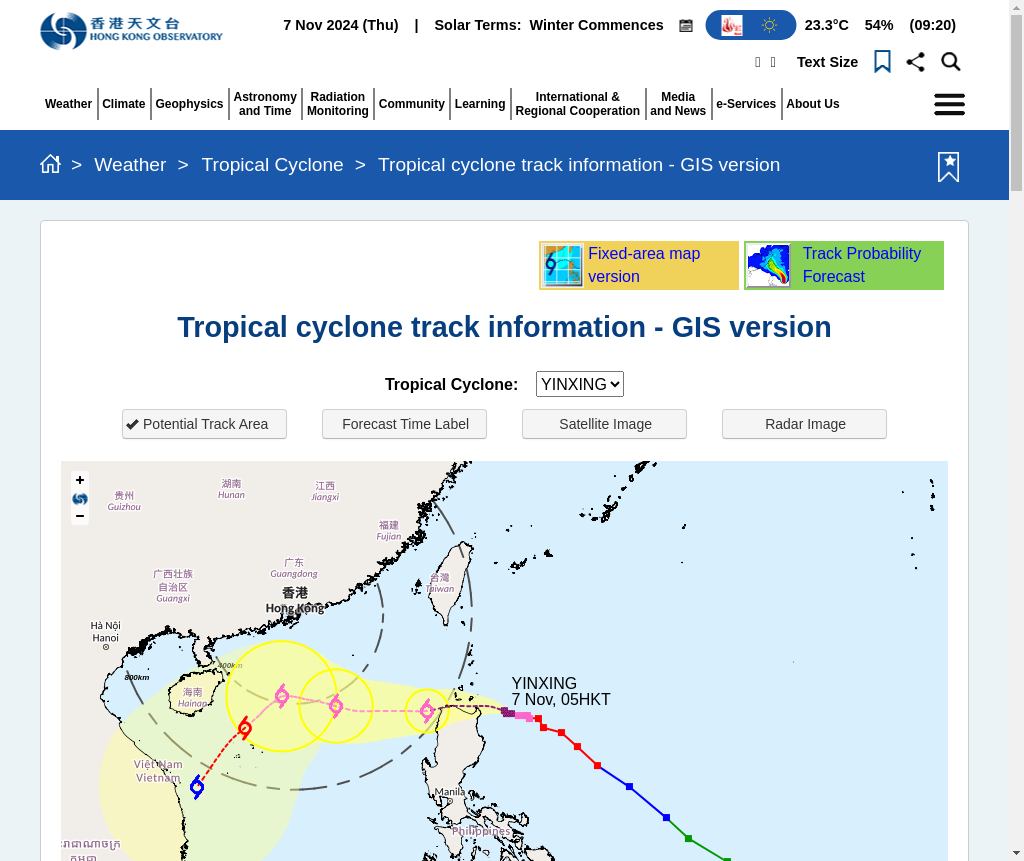 香港天文台
HONG KONG OBSERVATORY
7 Nov 2024 (Thu) | Solar Terms: Winter Commences 23.3°C 54% (09:20)
Text Size
Weather
Climate
Geophysics
Astronomy
and Time
Radiation
Monitoring
Community
Learning
International &
Regional Cooperation
Media
and News
e-Services
About Us
> Weather > Tropical Cyclone > Tropical cyclone track information - GIS version
Fixed-area map
version
Track Probability
Forecast
Tropical cyclone track information - GIS version
Tropical Cyclone: YINXING
Potential Track Area
Forecast Time Label
Satellite Image
Radar Image
+
−
贵州
Guizhou
湖南
Hunan
江西
Jiangxi
福建
Fujian
广东
Guangdong
广西壮族
自治区
Guangxi
台灣
Taiwan
香港
Hong Kong
Hà Nội
Hanoi
400km
800km
海南
Hainan
YINXING
7 Nov, 05HKT
Việt Nam
Vietnam
Manila
Philippines